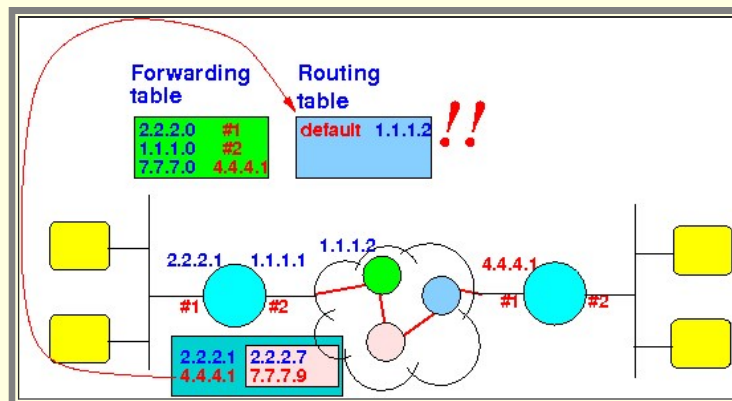 Forwarding
table
Routing
table
2.2.2.0 #1
1.1.1.0 #2
7.7.7.0 4.4.4.1
default 1.1.1.2
!!
2.2.2.1 1.1.1.1
1.1.1.2
4.4.4.1
#1 #2
#1 #2
2.2.2.1 2.2.2.7
4.4.4.1 7.7.7.9